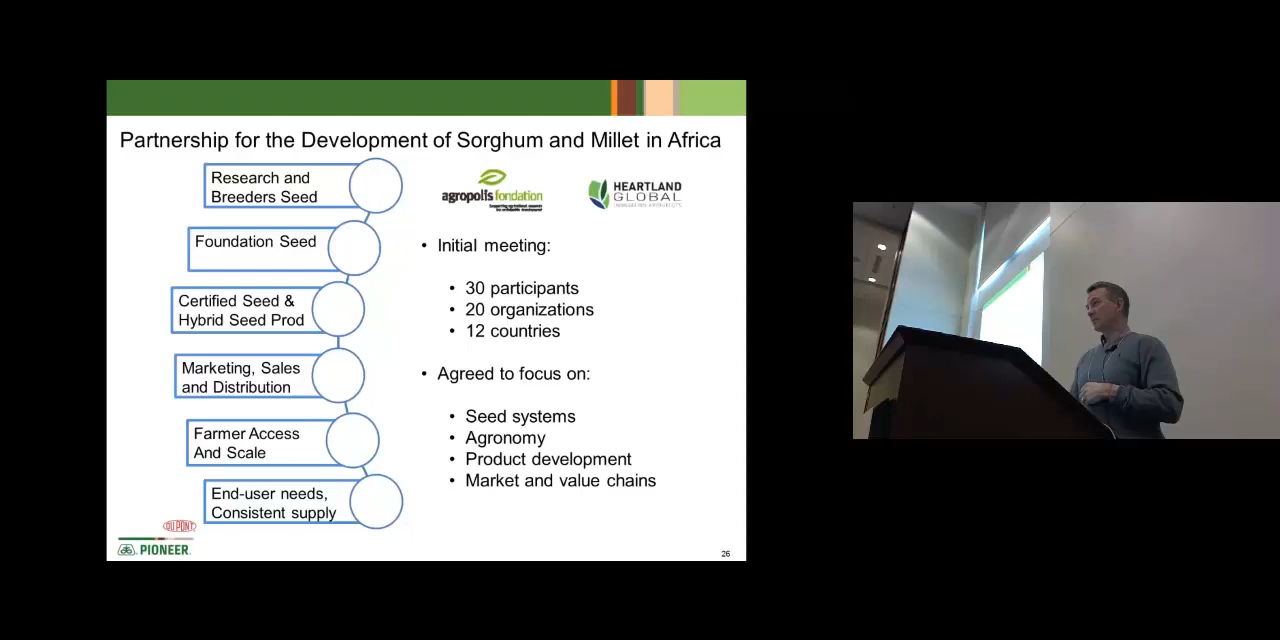 Partnership for the Development of Sorghum and Millet in Africa
Research and
Breeders Seed
Foundation Seed
Certified Seed &
Hybrid Seed Prod
Marketing, Sales
and Distribution
Farmer Access
And Scale
End-user needs,
Consistent supply
agropolis fondation
HEARTLAND
GLOBAL
• Initial meeting:
• 30 participants
• 20 organizations
• 12 countries
• Agreed to focus on:
• Seed systems
• Agronomy
• Product development
• Market and value chains
DUPONT
PIONEER
26